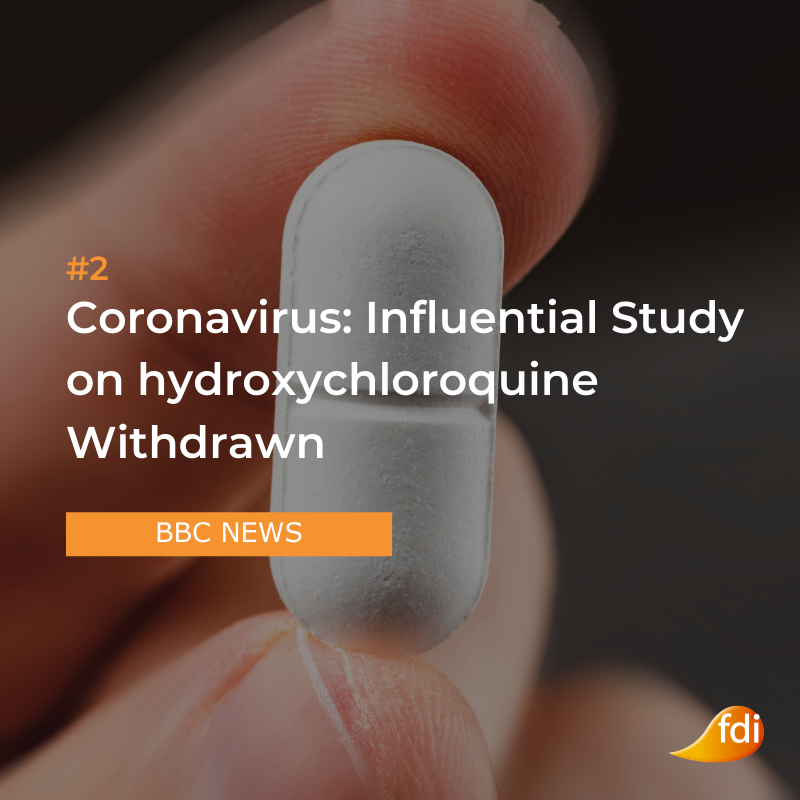 #2
Coronavirus: Influential Study
on hydroxychloroquine
Withdrawn
BBC NEWS
fdi